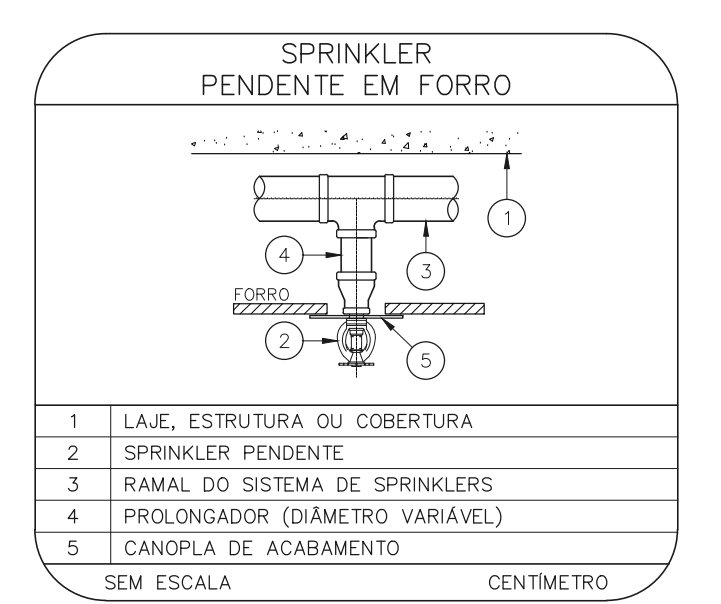 SPRINKLER
PENDENTE EM FORRO
1
4
3
FORRO
2
5
1 LAJE, ESTRUTURA OU COBERTURA
2 SPRINKLER PENDENTE
3 RAMAL DO SISTEMA DE SPRINKLERS
4 PROLONGADOR (DIÂMETRO VARIÁVEL)
5 CANOPLA DE ACABAMENTO
SEM ESCALA CENTÍMETRO